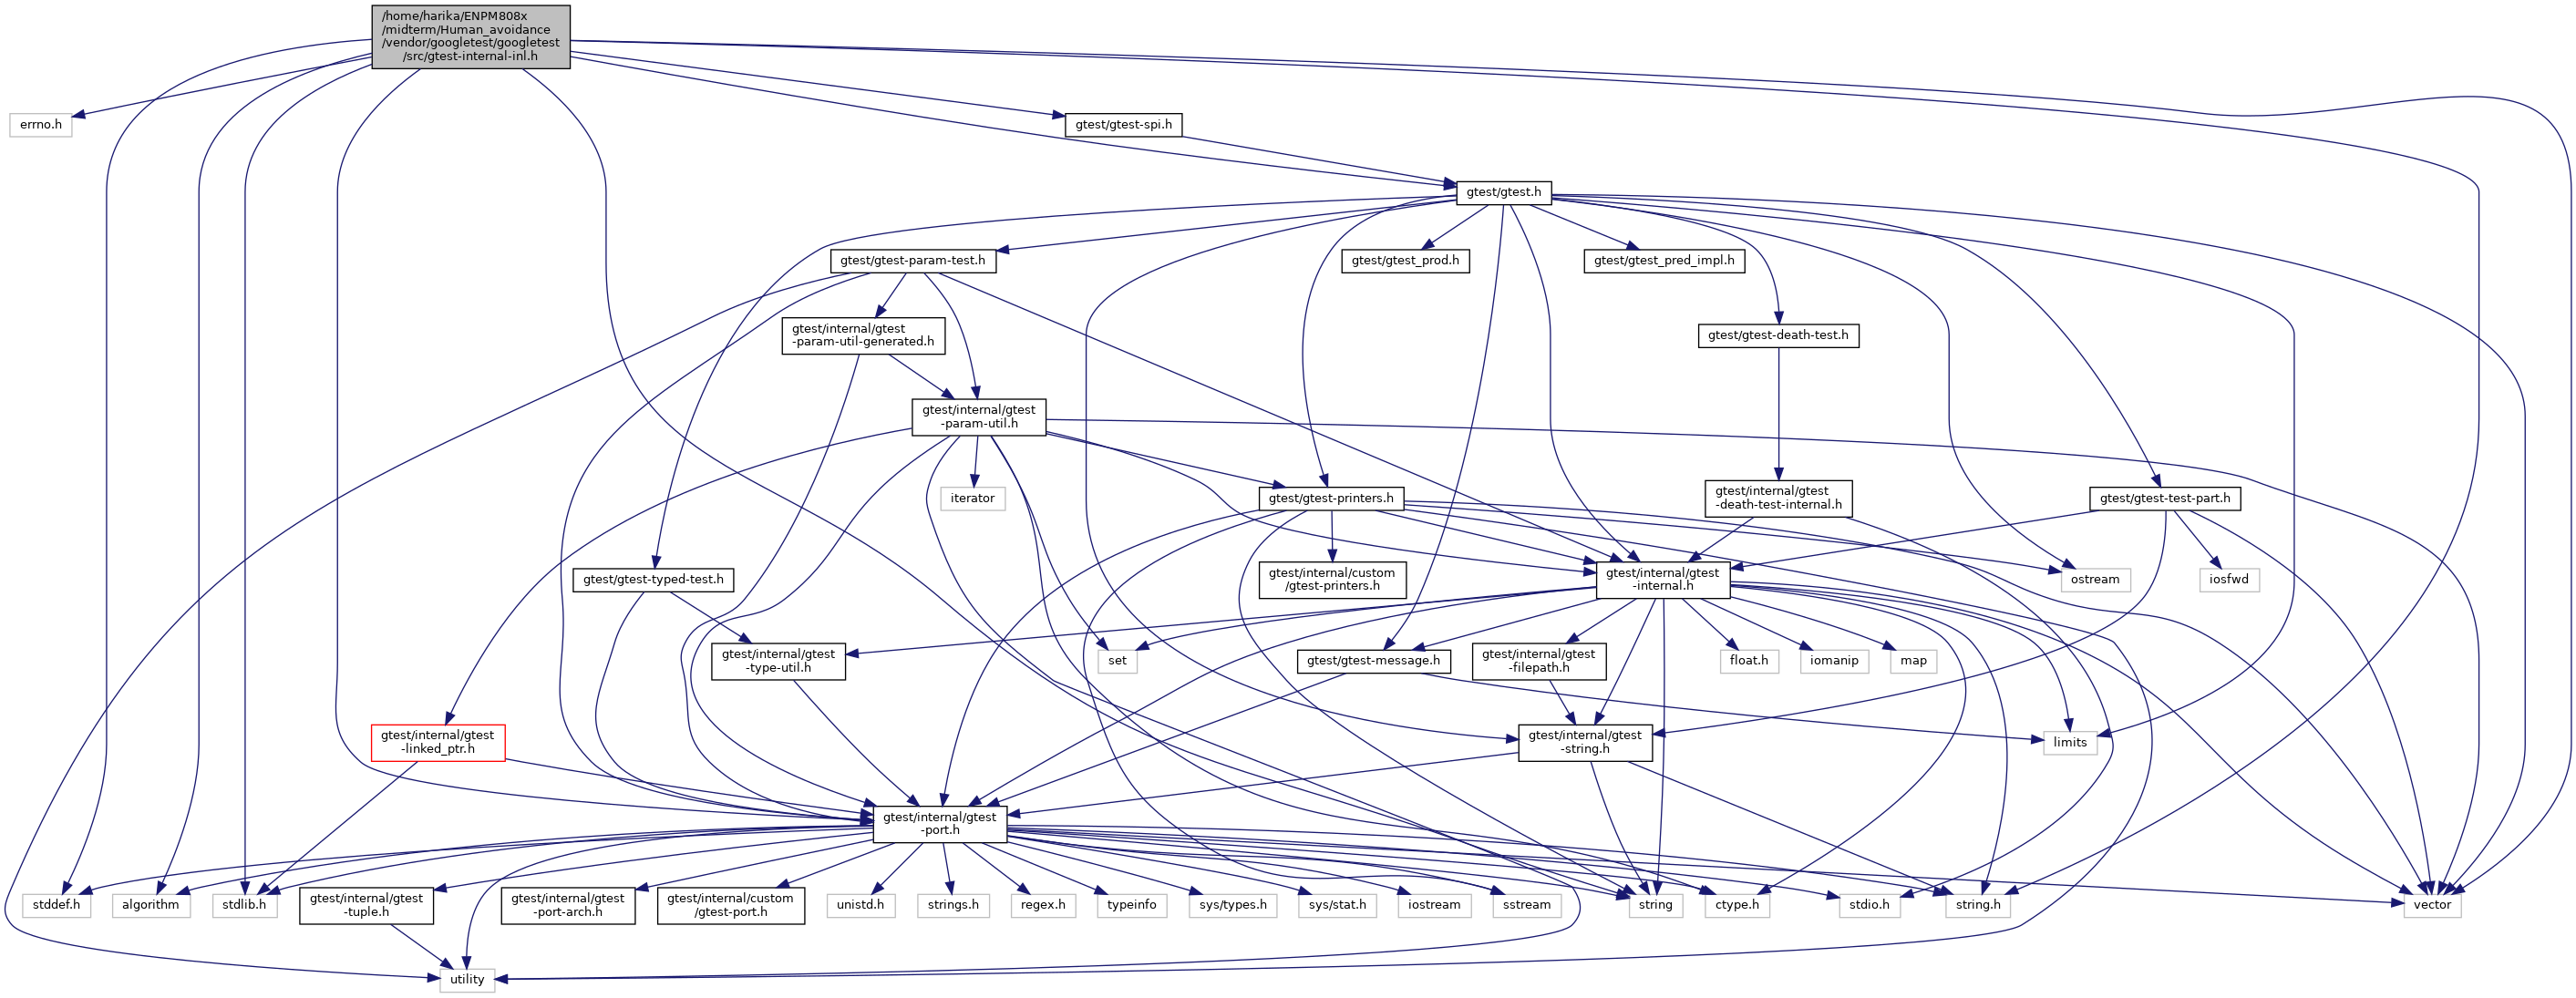 /home/harika/ENPM808x
/midterm/Human_avoidance
/vendor/googletest/googletest
/src/gtest-internal-inl.h
errno.h
gtest/gtest-spi.h
gtest/gtest.h
gtest/gtest-param-test.h
gtest/gtest_prod.h
gtest/gtest_pred_impl.h
gtest/internal/gtest
-param-util-generated.h
gtest/gtest-death-test.h
gtest/internal/gtest
-param-util.h
iterator
gtest/gtest-printers.h
gtest/internal/gtest
-death-test-internal.h
gtest/gtest-test-part.h
gtest/gtest-typed-test.h
gtest/internal/custom
/gtest-printers.h
gtest/internal/gtest
-internal.h
ostream
iosfwd
gtest/internal/gtest
-type-util.h
set
gtest/gtest-message.h
gtest/internal/gtest
-filepath.h
float.h
iomanip
map
gtest/internal/gtest
-linked_ptr.h
gtest/internal/gtest
-string.h
limits
gtest/internal/gtest
-port.h
stddef.h
algorithm
stdlib.h
gtest/internal/gtest
-tuple.h
gtest/internal/gtest
-port-arch.h
gtest/internal/custom
/gtest-port.h
unistd.h
strings.h
regex.h
typeinfo
sys/types.h
sys/stat.h
iostream
sstream
string
ctype.h
stdio.h
string.h
vector
utility